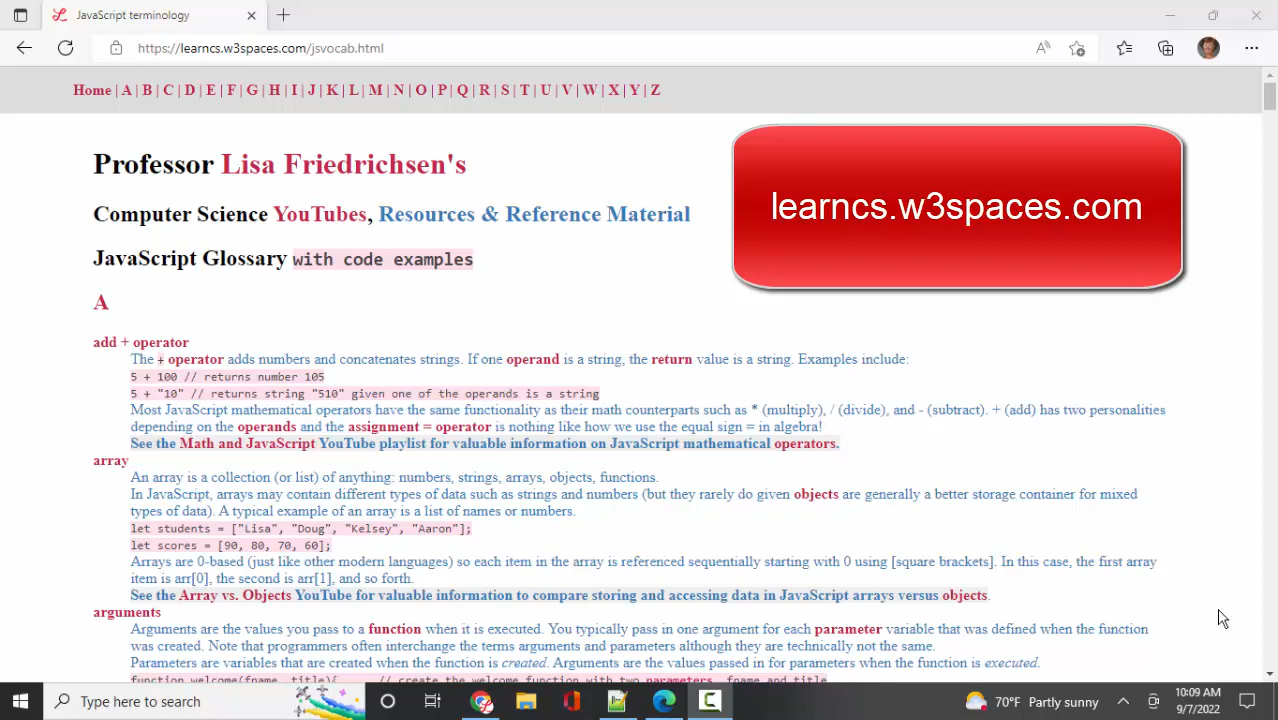 JavaScript terminology
https://learncs.w3spaces.com/jsvocab.html
Home | A | B | C | D | E | F | G | H | I | J | K | L | M | N | O | P | Q | R | S | T | U | V | W | X | Y | Z
Professor Lisa Friedrichsen's
Computer Science YouTubes, Resources & Reference Material
learncs.w3spaces.com
JavaScript Glossary with code examples
A
add + operator
The + operator adds numbers and concatenates strings. If one operand is a string, the return value is a string. Examples include:
5 + 100 // returns number 105
5 + "10" // returns string "510" given one of the operands is a string
Most JavaScript mathematical operators have the same functionality as their math counterparts such as * (multiply), / (divide), and - (subtract). + (add) has two personalities
depending on the operands and the assignment = operator is nothing like how we use the equal sign = in algebra!
See the Math and JavaScript YouTube playlist for valuable information on JavaScript mathematical operators.
array
An array is a collection (or list) of anything: numbers, strings, arrays, objects, functions.
In JavaScript, arrays may contain different types of data such as strings and numbers (but they rarely do given objects are generally a better storage container for mixed
types of data). A typical example of an array is a list of names or numbers.
let students = ["Lisa", "Doug", "Kelsey", "Aaron"];
let scores = [90, 80, 70, 60];
Arrays are 0-based (just like other modern languages) so each item in the array is referenced sequentially starting with 0 using [square brackets]. In this case, the first array
item is arr[0], the second is arr[1], and so forth.
See the Array vs. Objects YouTube for valuable information to compare storing and accessing data in JavaScript arrays versus objects.
arguments
Arguments are the values you pass to a function when it is executed. You typically pass in one argument for each parameter variable that was defined when the function
was created. Note that programmers often interchange the terms arguments and parameters although they are technically not the same.
Parameters are variables that are created when the function is created. Arguments are the values passed in for parameters when the function is executed.
function welcome(fname, title){ // create the welcome function with two parameters, fname and title
Type here to search
70°F Partly sunny
10:09 AM
9/7/2022